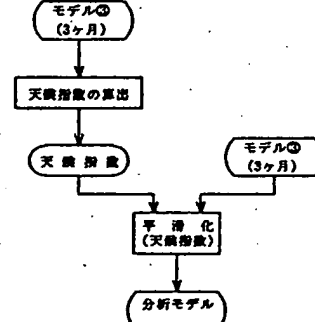 モデル③
(3ヶ月)
天候指数の算出
天候指数
モデル③
(3ヶ月)
平滑化
(天候指数)
分析モデル